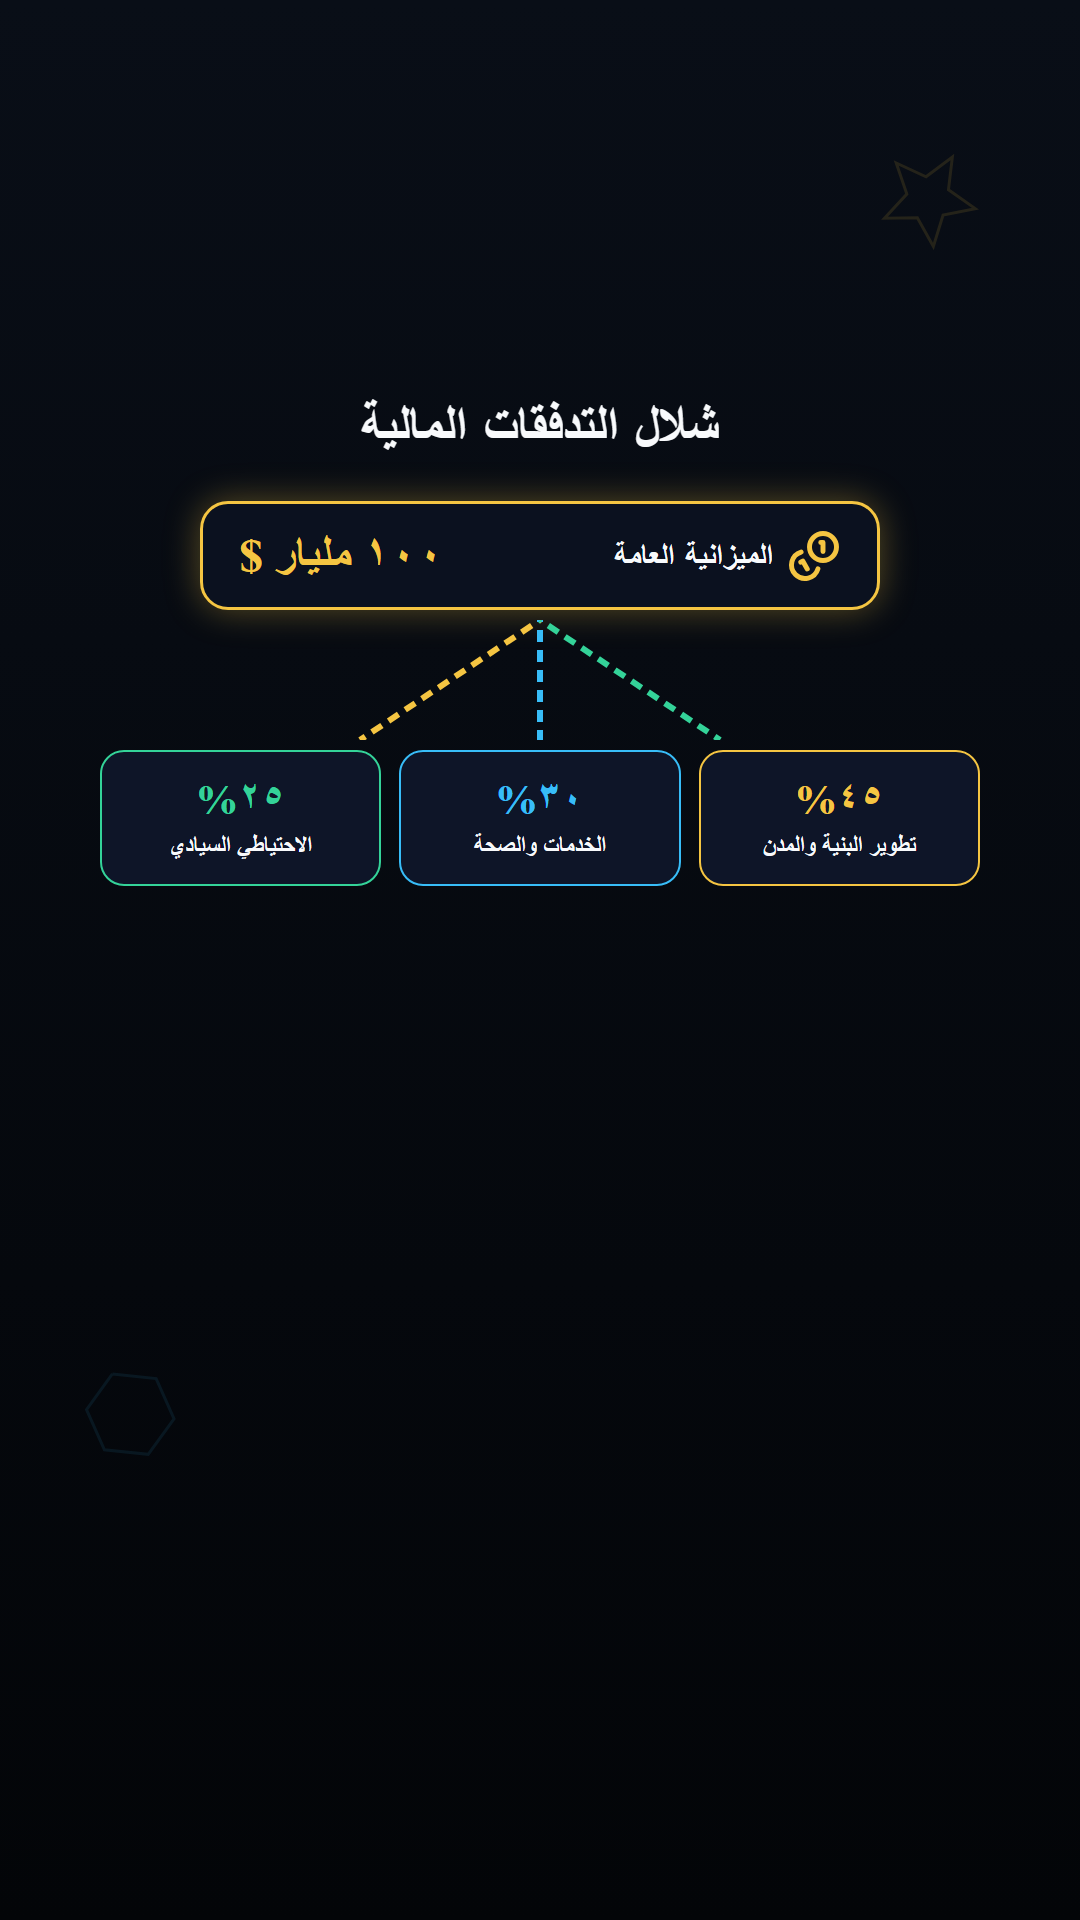 شلال التدفقات المالية
الميزانية العامة
١٠٠ مليار $
٤٥%
تطوير البنية والمدن
٣٠%
الخدمات والصحة
٢٥%
الاحتياطي السيادي